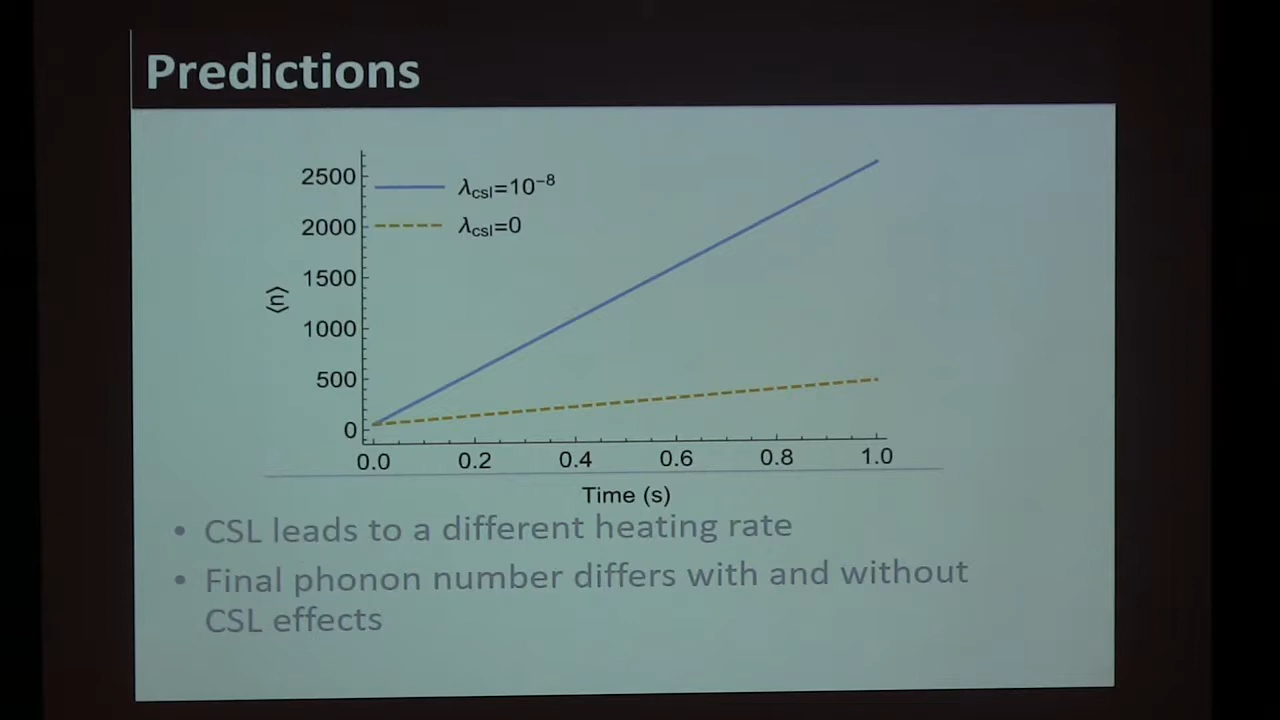 Predictions
2500
2000
1500
1000
500
0
⟨n⟩
λcsl=10⁻⁸
λcsl=0
0.0 0.2 0.4 0.6 0.8 1.0
Time (s)
• CSL leads to a different heating rate
• Final phonon number differs with and without
CSL effects